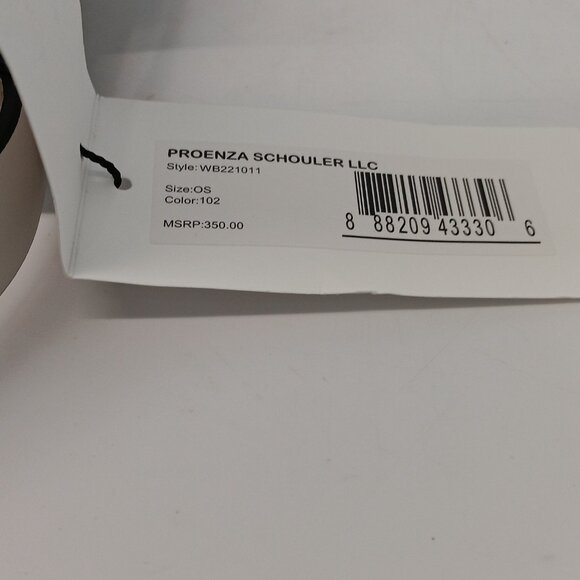 PROENZA SCHOULER LLC
Style: WB221011
Size:OS
Color:102
MSRP:350.00
8 88209 43330 6